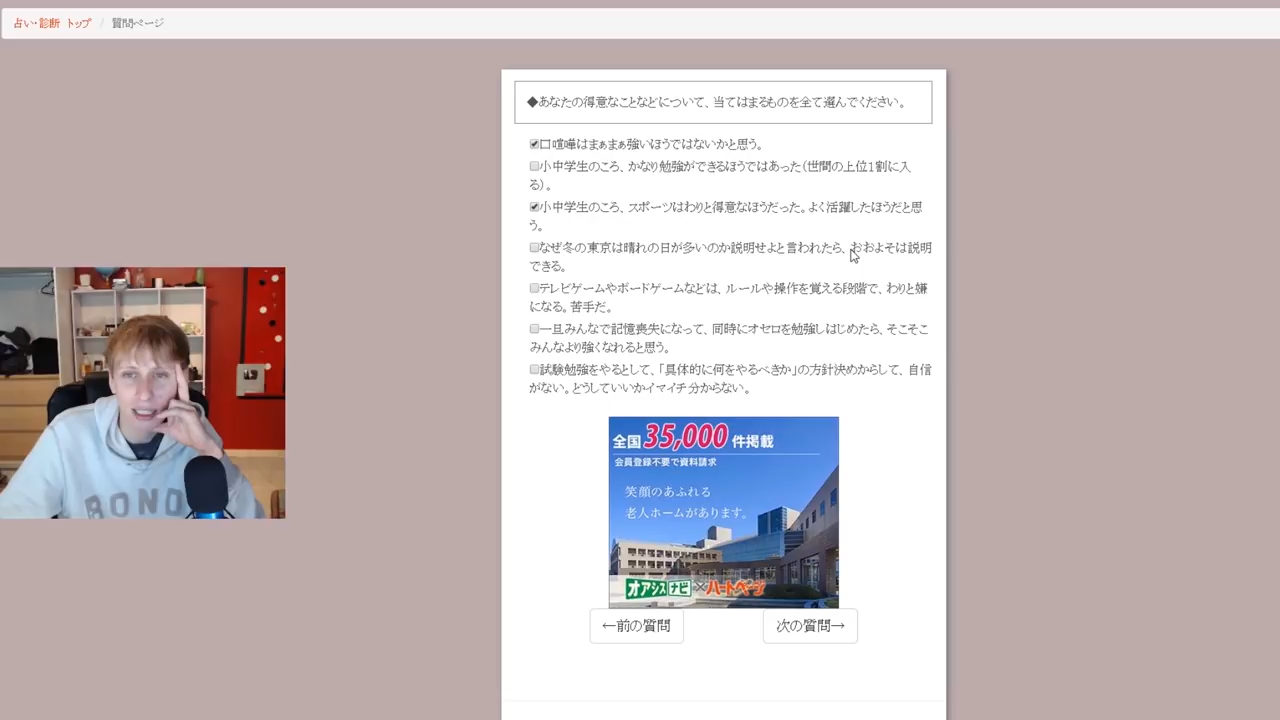 占い・診断 トップ / 質問ページ
◆あなたの得意なことなどについて、当てはまるものを全て選んでください。
口喧嘩はまぁまぁ強いほうではないかと思う。
小中学生のころ、かなり勉強ができるほうではあった(世間の上位1割に入
る)。
小中学生のころ、スポーツはわりと得意なほうだった。よく活躍したほうだと思
う。
なぜ冬の東京は晴れの日が多いのか説明せよと言われたら、おおよそは説明
できる。
テレビゲームやボードゲームなどは、ルールや操作を覚える段階で、わりと嫌
になる。苦手だ。
一旦みんなで記憶喪失になって、同時にオセロを勉強しはじめたら、そこそこ
みんなより強くなれると思う。
試験勉強をやるとして、「具体的に何をやるべきか」の方針決めからして、自信
がない。どうしていいかイマイチ分からない。
全国35,000件掲載
会員登録不要で資料請求
笑顔のあふれる
老人ホームがあります。
オアシスナビ×ハートページ
←前の質問 次の質問→
BOND